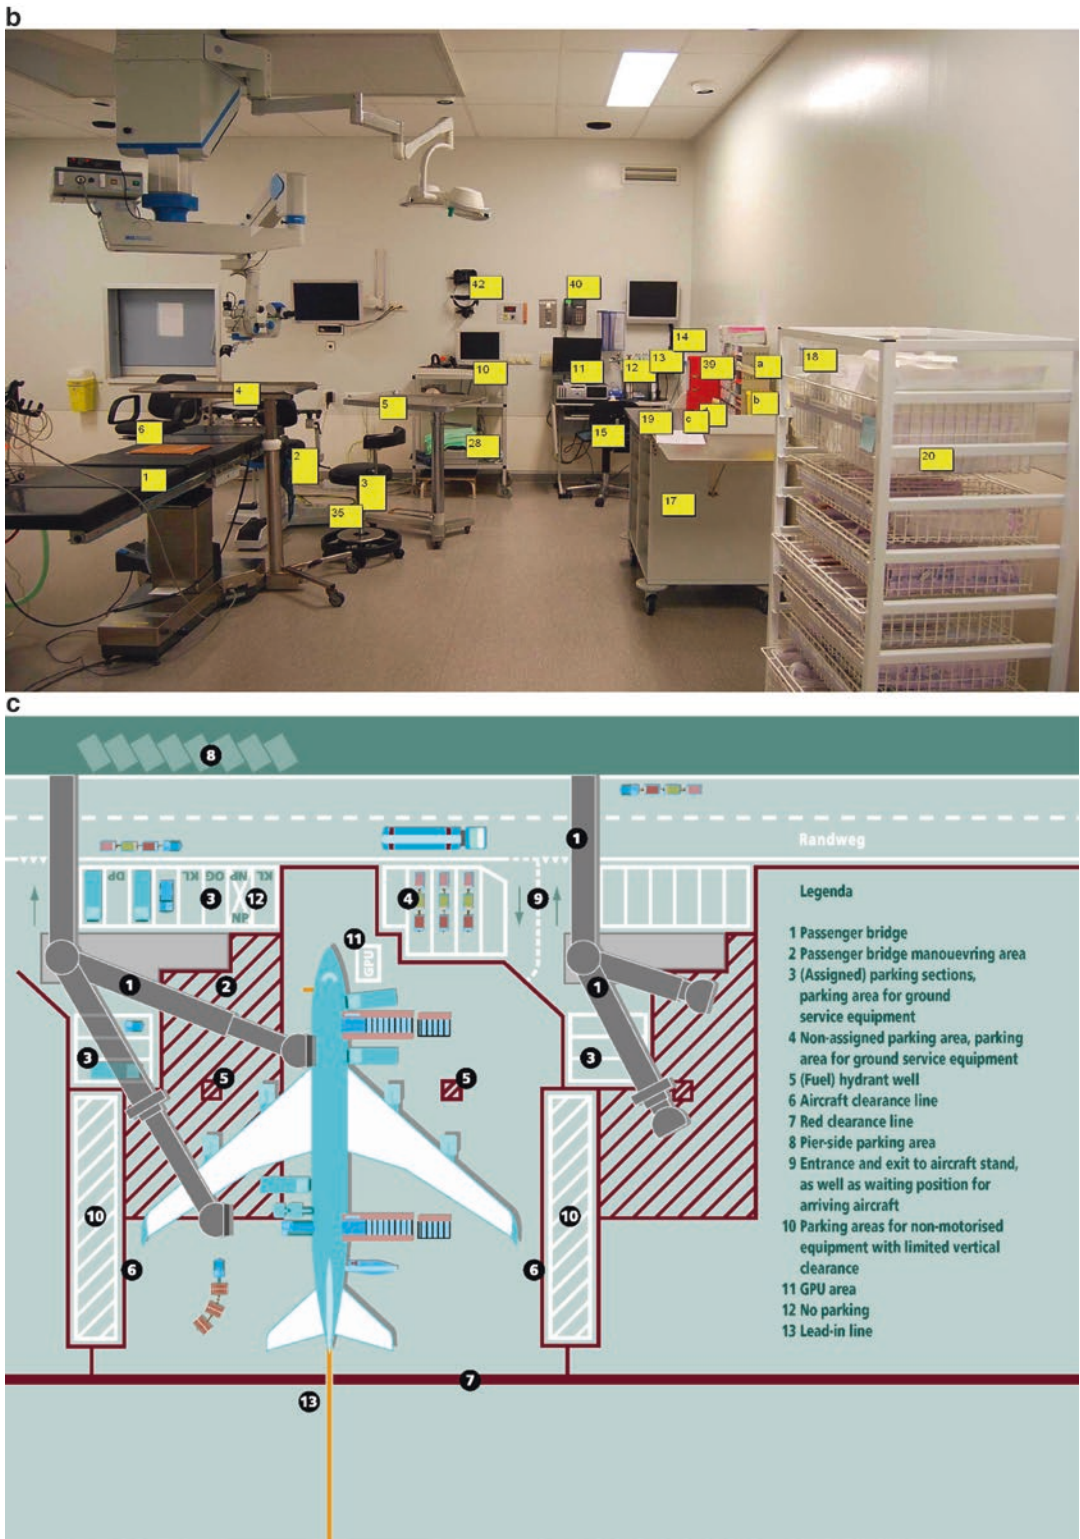 b
42
40
14
13
12
11
10
39
a
18
4
5
b
6
19
c
28
15
20
2
1
3
17
35
c
8
1
Randweg
DP
KL
OG
NP
KL
3
12
NP
4
9
11
GPU
1
2
1
3
5
5
3
10
10
6
6
7
13
Legenda
1 Passenger bridge
2 Passenger bridge manouevring area
3 (Assigned) parking sections,
parking area for ground
service equipment
4 Non-assigned parking area, parking
area for ground service equipment
5 (Fuel) hydrant well
6 Aircraft clearance line
7 Red clearance line
8 Pier-side parking area
9 Entrance and exit to aircraft stand,
as well as waiting position for
arriving aircraft
10 Parking areas for non-motorised
equipment with limited vertical
clearance
11 GPU area
12 No parking
13 Lead-in line